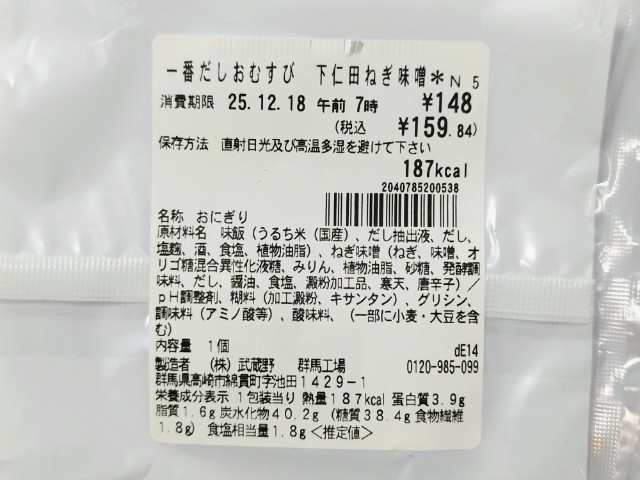 一番だしおむすび 下仁田ねぎ味噌＊Ｎ ５
消費期限 25.12.18 午前 7時 ¥148
(税込 ¥159.84)
保存方法 直射日光及び高温多湿を避けて下さい
187kcal
2040785200538
名称 おにぎり
原材料名 味飯（うるち米（国産）、だし抽出液、だし、
塩麹、酒、食塩、植物油脂）、ねぎ味噌（ねぎ、味噌、オ
リゴ糖混合異性化液糖、みりん、植物油脂、砂糖、発酵調
味料、だし、醤油、食塩、澱粉加工品、寒天、唐辛子）／
ｐＨ調整剤、糊料（加工澱粉、キサンタン）、グリシン、
調味料（アミノ酸等）、酸味料、（一部に小麦・大豆を含
む）
内容量 １個 dE14
製造者 （株）武蔵野 群馬工場 0120-985-099
群馬県高崎市綿貫町字池田１４２９－１
栄養成分表示 １包装当り 熱量１８７kcal 蛋白質３.９g
脂質１.６g 炭水化物４０.２g （糖質３８.４g 食物繊維
１.８g） 食塩相当量１.８g＜推定値＞